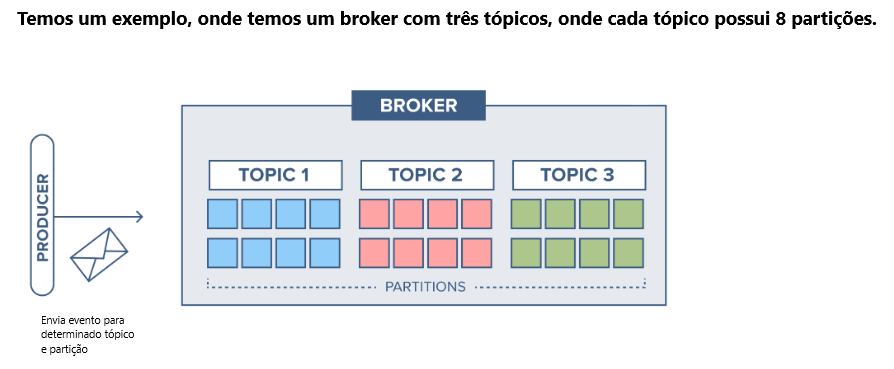 Temos um exemplo, onde temos um broker com três tópicos, onde cada tópico possui 8 partições.
BROKER
TOPIC 1
TOPIC 2
TOPIC 3
PRODUCER
PARTITIONS
Envia evento para
determinado tópico
e partição